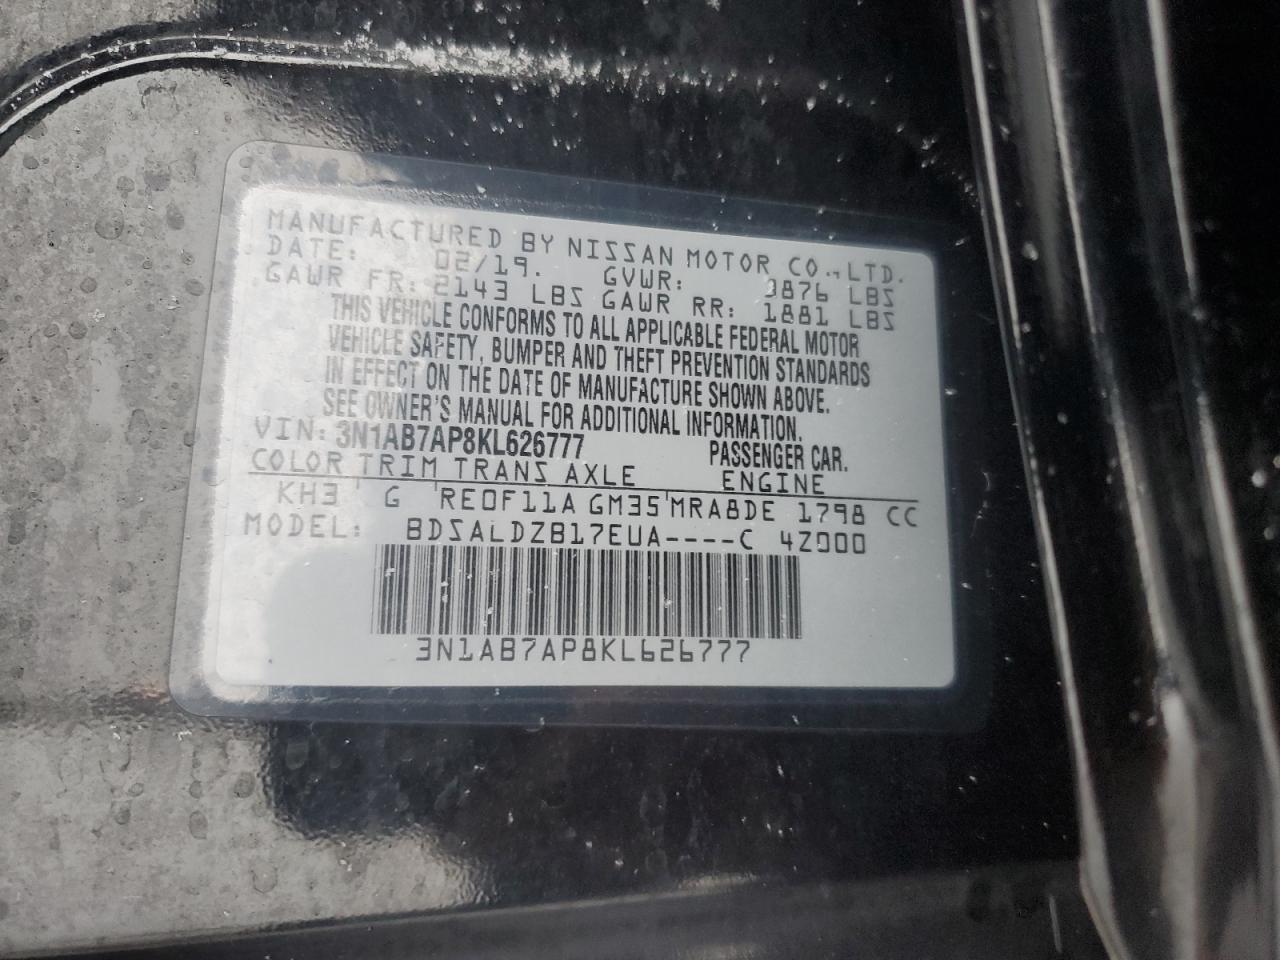 MANUFACTURED BY NISSAN MOTOR CO., LTD.
DATE: 02/19. GVWR: 3876 LBS
GAWR FR: 2143 LBS GAWR RR: 1881 LBS
THIS VEHICLE CONFORMS TO ALL APPLICABLE FEDERAL MOTOR
VEHICLE SAFETY, BUMPER AND THEFT PREVENTION STANDARDS
IN EFFECT ON THE DATE OF MANUFACTURE SHOWN ABOVE.
SEE OWNER'S MANUAL FOR ADDITIONAL INFORMATION.
VIN: 3N1AB7AP8KL626777 PASSENGER CAR.
COLOR TRIM TRANS AXLE ENGINE
KH3 G RE0F11A GM35 MRA8DE 1798 CC
MODEL: BDSALDZB17EUA----C 4Z000
3N1AB7AP8KL626777